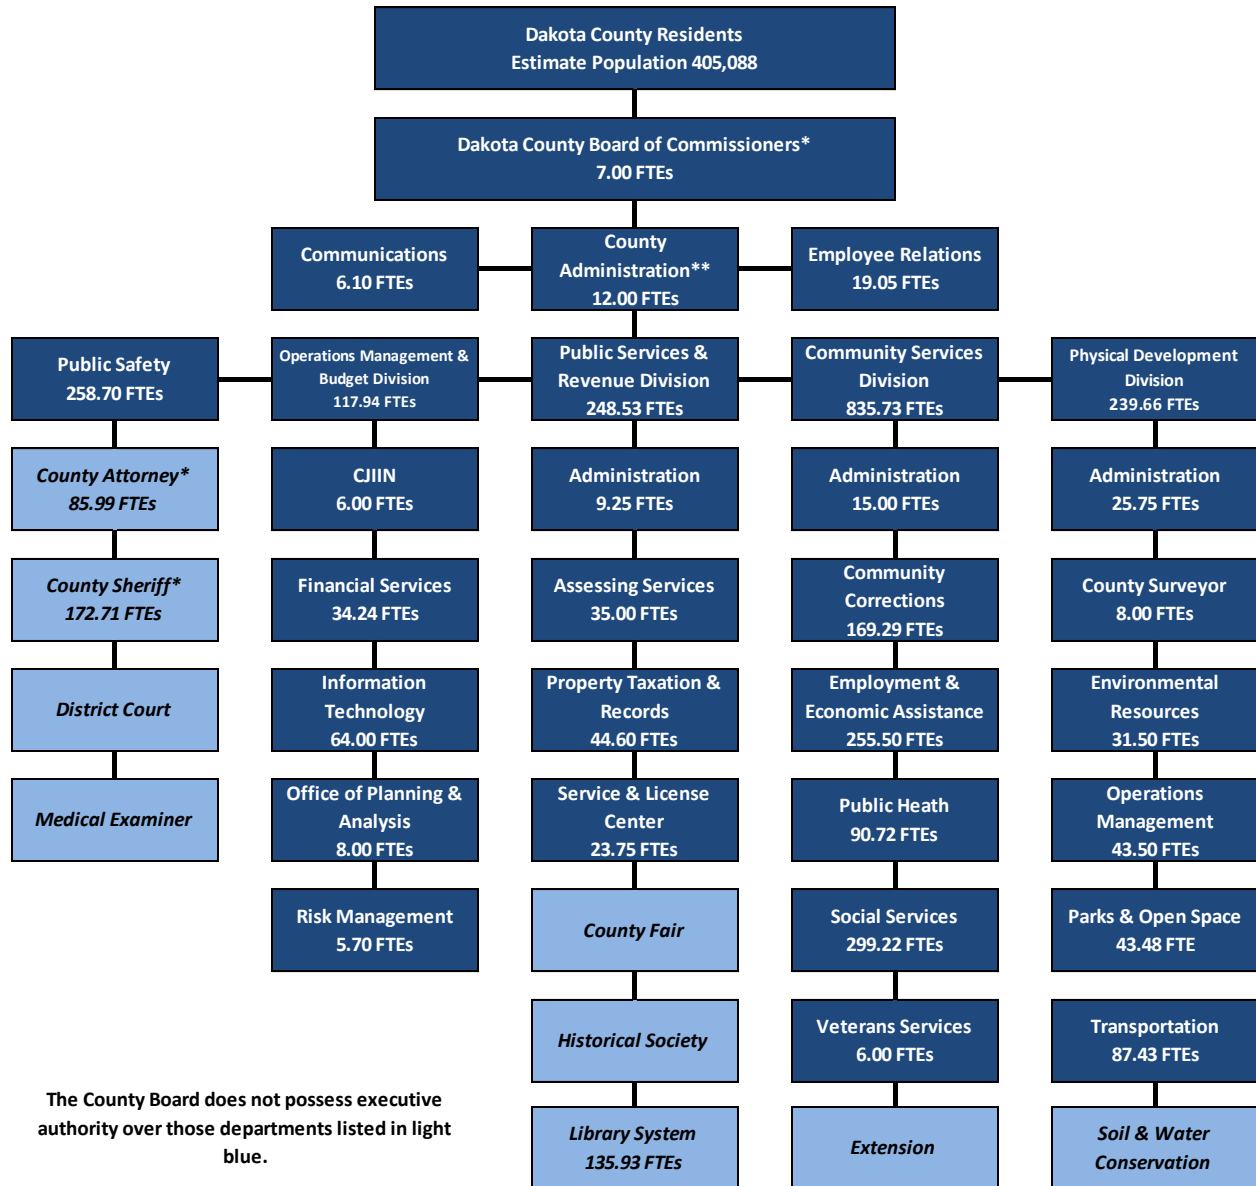 Dakota County Residents
Estimate Population 405,088
Dakota County Board of Commissioners*
7.00 FTEs
Communications
6.10 FTEs
County
Administration**
12.00 FTEs
Employee Relations
19.05 FTEs
Public Safety
258.70 FTEs
Operations Management &
Budget Division
117.94 FTEs
Public Services &
Revenue Division
248.53 FTEs
Community Services
Division
835.73 FTEs
Physical Development
Division
239.66 FTEs
County Attorney*
85.99 FTEs
CJIIN
6.00 FTEs
Administration
9.25 FTEs
Administration
15.00 FTEs
Administration
25.75 FTEs
County Sheriff*
172.71 FTEs
Financial Services
34.24 FTEs
Assessing Services
35.00 FTEs
Community
Corrections
169.29 FTEs
County Surveyor
8.00 FTEs
District Court
Information
Technology
64.00 FTEs
Property Taxation &
Records
44.60 FTEs
Employment &
Economic Assistance
255.50 FTEs
Environmental
Resources
31.50 FTEs
Medical Examiner
Office of Planning &
Analysis
8.00 FTEs
Service & License
Center
23.75 FTEs
Public Heath
90.72 FTEs
Operations
Management
43.50 FTEs
Risk Management
5.70 FTEs
County Fair
Social Services
299.22 FTEs
Parks & Open Space
43.48 FTE
Historical Society
Veterans Services
6.00 FTEs
Transportation
87.43 FTEs
The County Board does not possess executive
authority over those departments listed in light
blue.
Library System
135.93 FTEs
Extension
Soil & Water
Conservation